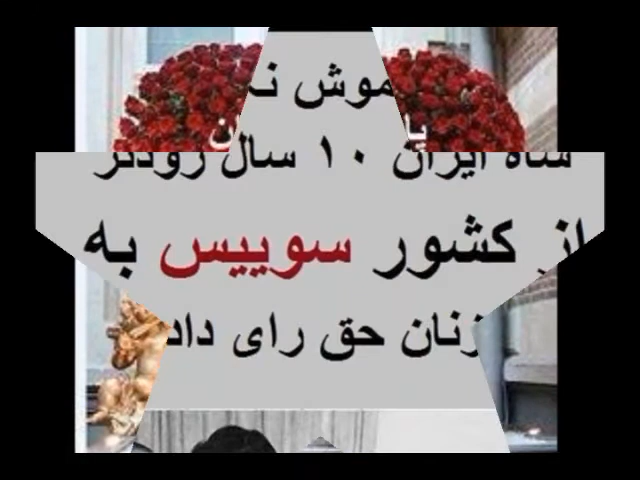 شاه ایران ۱۰ سال زودتر
از کشور سوییس به
زنان حق رای داد